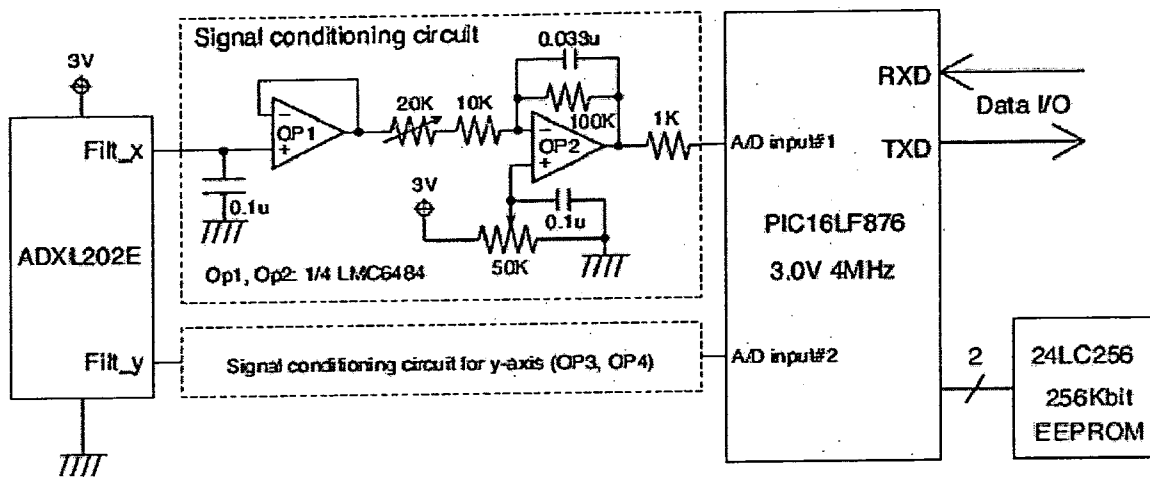 Signal conditioning circuit
3V
Filt_x
0.1u
ADXL202E
Filt_y
OP1
20K
10K
0.033u
100K
OP2
1K
3V
50K
0.1u
Op1, Op2: 1/4 LMC6484
Signal conditioning circuit for y-axis (OP3, OP4)
A/D input#1
A/D input#2
RXD
Data I/O
TXD
PIC16LF876
3.0V 4MHz
2
24LC256
256Kbit
EEPROM